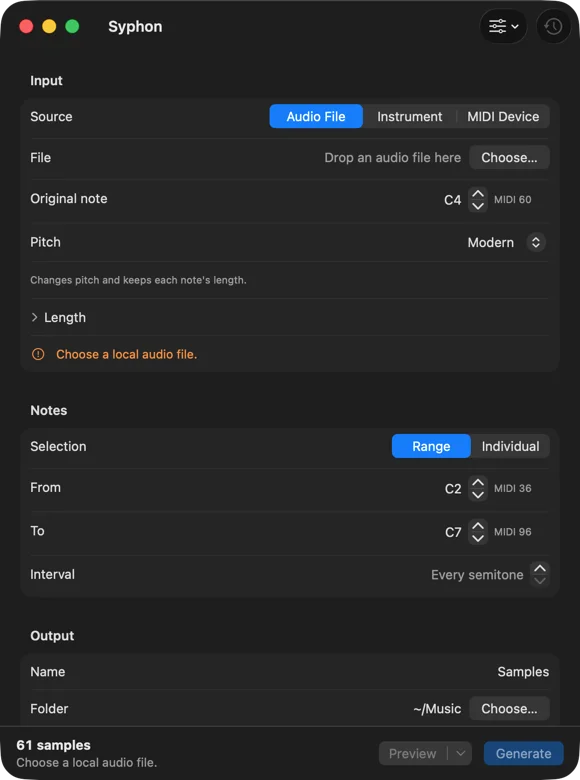 Syphon
Input
Source Audio File Instrument MIDI Device
File Drop an audio file here Choose...
Original note C4 MIDI 60
Pitch Modern
Changes pitch and keeps each note's length.
Length
Choose a local audio file.
Notes
Selection Range Individual
From C2 MIDI 36
To C7 MIDI 96
Interval Every semitone
Output
Name Samples
Folder ~/Music Choose...
61 samples
Choose a local audio file.
Preview Generate